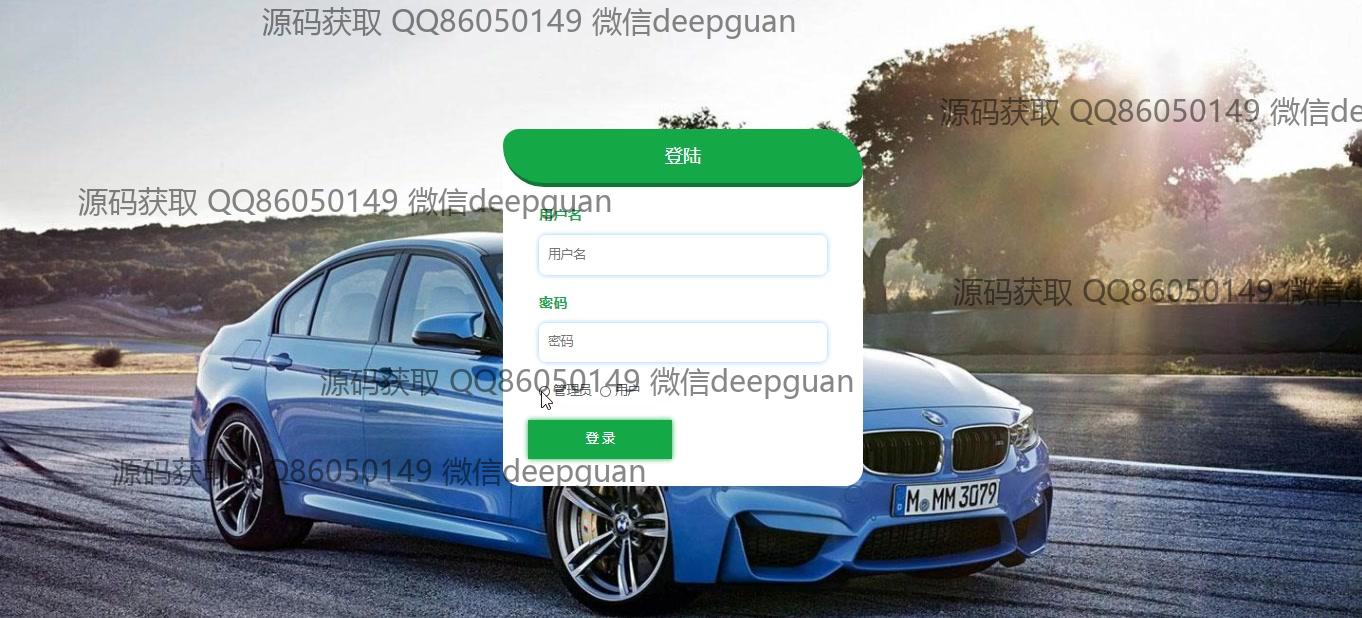 源码获取 QQ86050149 微信deepguan
源码获取 QQ86050149 微信de
登陆
源码获取 QQ86050149 微信deepguan
用户名
用户名
源码获取 QQ86050149 微信d
密码
密码
源码获取 QQ86050149 微信deepguan
管理员 用户
登录
源码获取 QQ86050149 微信deepguan
M MM 3079